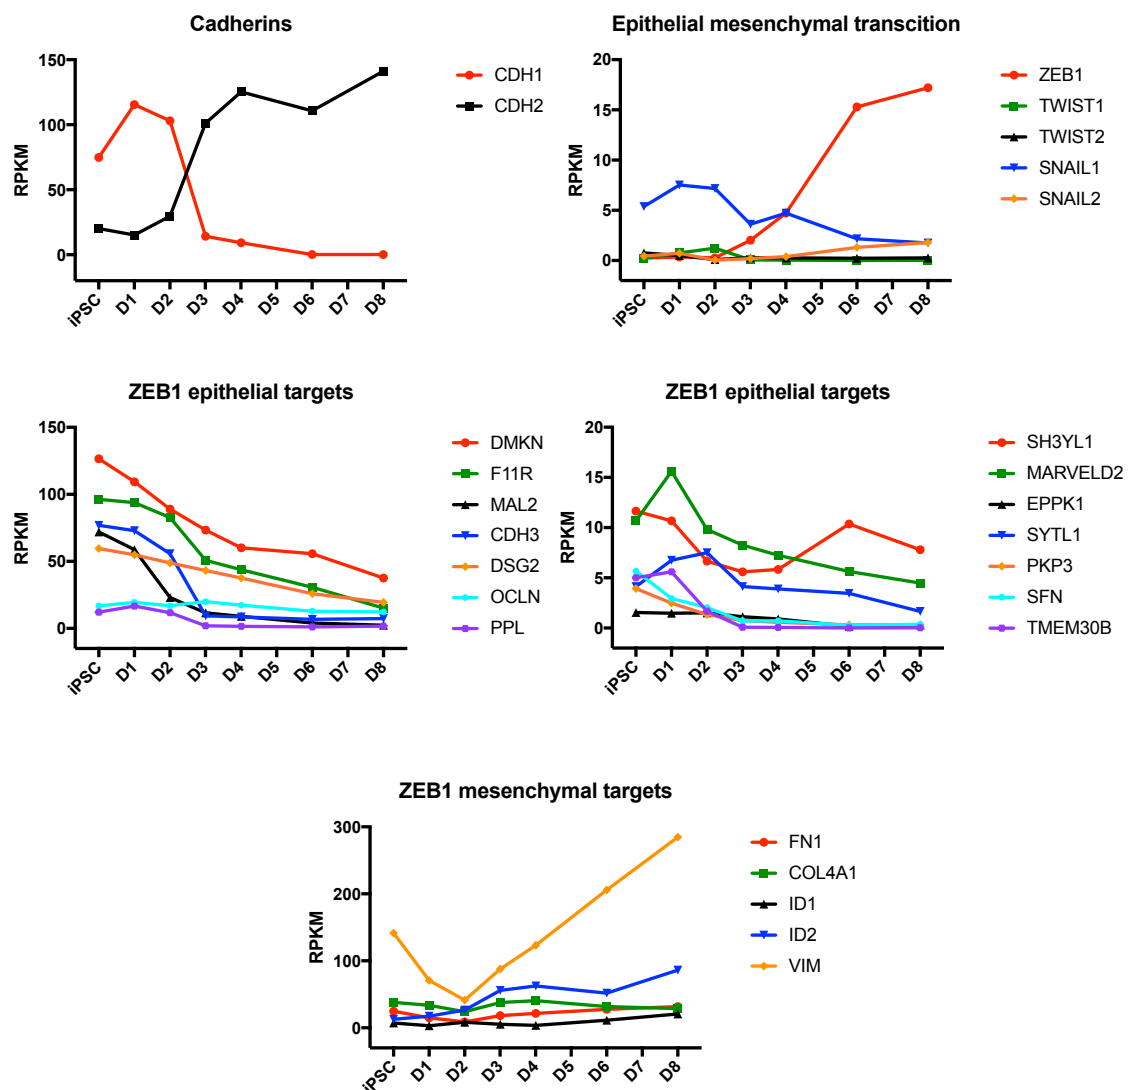 Cadherins
150
100
50
0
RPKM
iPSC D1 D2 D3 D4 D6 D7 D8
CDH1
CDH2
Epithelial mesenchymal transcition
20
15
10
5
0
RPKM
iPSC D1 D2 D3 D4 D5 D6 D7 D8
ZEB1
TWIST1
TWIST2
SNAIL1
SNAIL2
ZEB1 epithelial targets
150
100
50
0
RPKM
iPSC D1 D2 D3 D4 D5 D6 D7 D8
DMKN
F11R
MAL2
CDH3
DSG2
OCLN
PPL
ZEB1 epithelial targets
20
15
10
5
0
RPKM
iPSC D1 D2 D3 D4 D5 D6 D7 D8
SH3YL1
MARVELD2
EPPK1
SYTL1
PKP3
SFN
TMEM30B
ZEB1 mesenchymal targets
300
200
100
0
RPKM
iPSC D1 D2 D3 D4 D5 D6 D7 D8
FN1
COL4A1
ID1
ID2
VIM